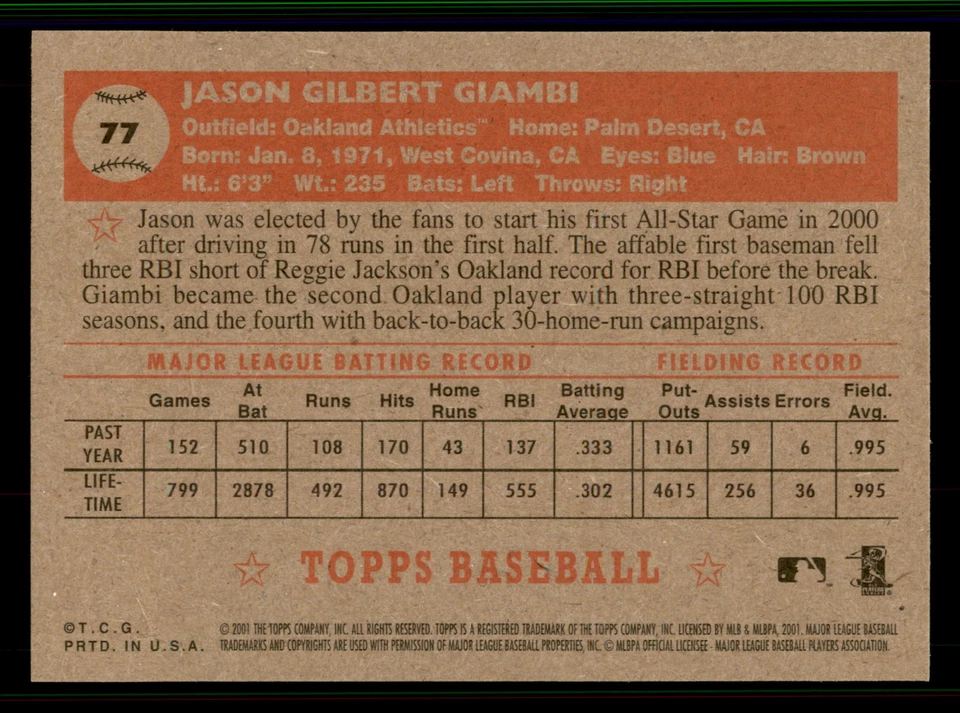 77
JASON GILBERT GIAMBI
Outfield: Oakland Athletics™ Home: Palm Desert, CA
Born: Jan. 8, 1971, West Covina, CA Eyes: Blue Hair: Brown
Ht.: 6'3" Wt.: 235 Bats: Left Throws: Right
Jason was elected by the fans to start his first All-Star Game in 2000
after driving in 78 runs in the first half. The affable first baseman fell
three RBI short of Reggie Jackson's Oakland record for RBI before the break.
Giambi became the second Oakland player with three-straight 100 RBI
seasons, and the fourth with back-to-back 30-home-run campaigns.
MAJOR LEAGUE BATTING RECORD FIELDING RECORD
Games At Bat Runs Hits Home Runs RBI Batting Average Put-Outs Assists Errors Field. Avg.
PAST YEAR 152 510 108 170 43 137 .333 1161 59 6 .995
LIFE-TIME 799 2878 492 870 149 555 .302 4615 256 36 .995
TOPPS BASEBALL
©T.C.G.
PRTD. IN U.S.A.
© 2001 THE TOPPS COMPANY, INC. ALL RIGHTS RESERVED. TOPPS IS A REGISTERED TRADEMARK OF THE TOPPS COMPANY, INC. LICENSED BY MLB & MLBPA, 2001. MAJOR LEAGUE BASEBALL
TRADEMARKS AND COPYRIGHTS ARE USED WITH PERMISSION OF MAJOR LEAGUE BASEBALL PROPERTIES, INC. © MLBPA OFFICIAL LICENSEE - MAJOR LEAGUE BASEBALL PLAYERS ASSOCIATION.